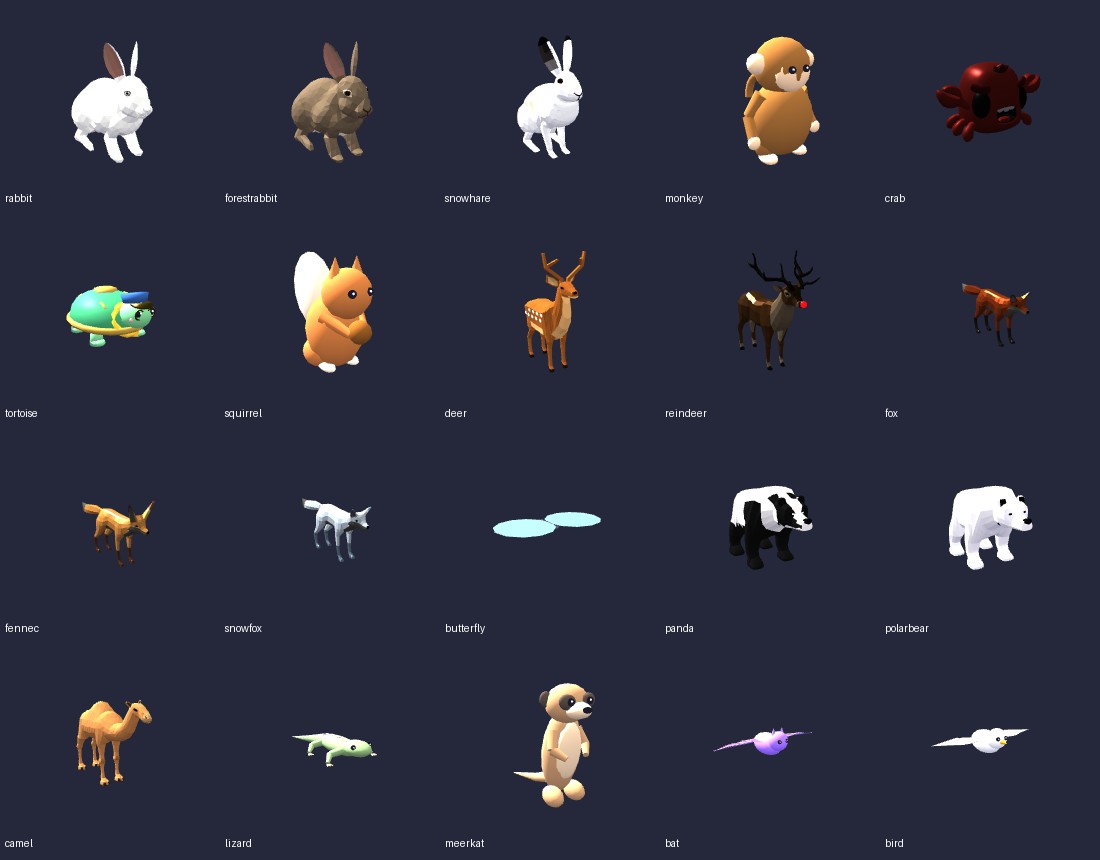 rabbit
forestrabbit
snowhare
monkey
crab
tortoise
squirrel
deer
reindeer
fox
fennec
snowfox
butterfly
panda
polarbear
camel
lizard
meerkat
bat
bird